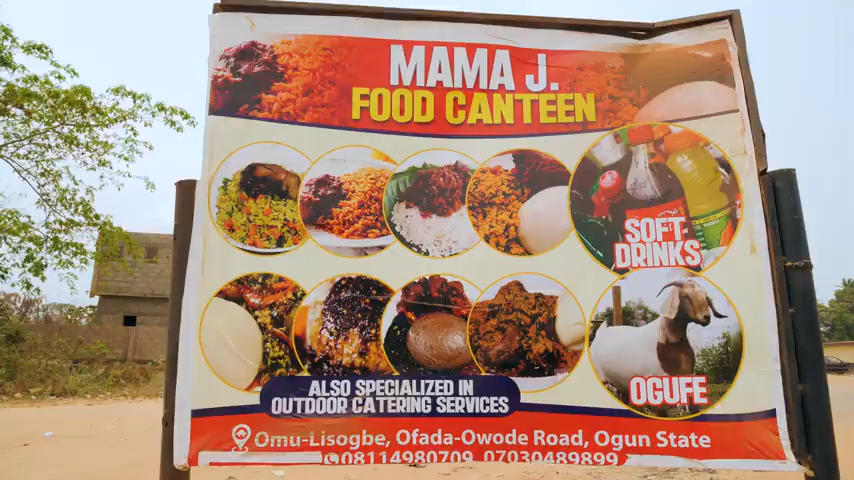 MAMA J.
FOOD CANTEEN
SOFT
DRINKS
OGUFE
ALSO SPECIALIZED IN
OUTDOOR CATERING SERVICES
Omu-Lisogbe, Ofada-Owode Road, Ogun State
08114980709, 07030489899